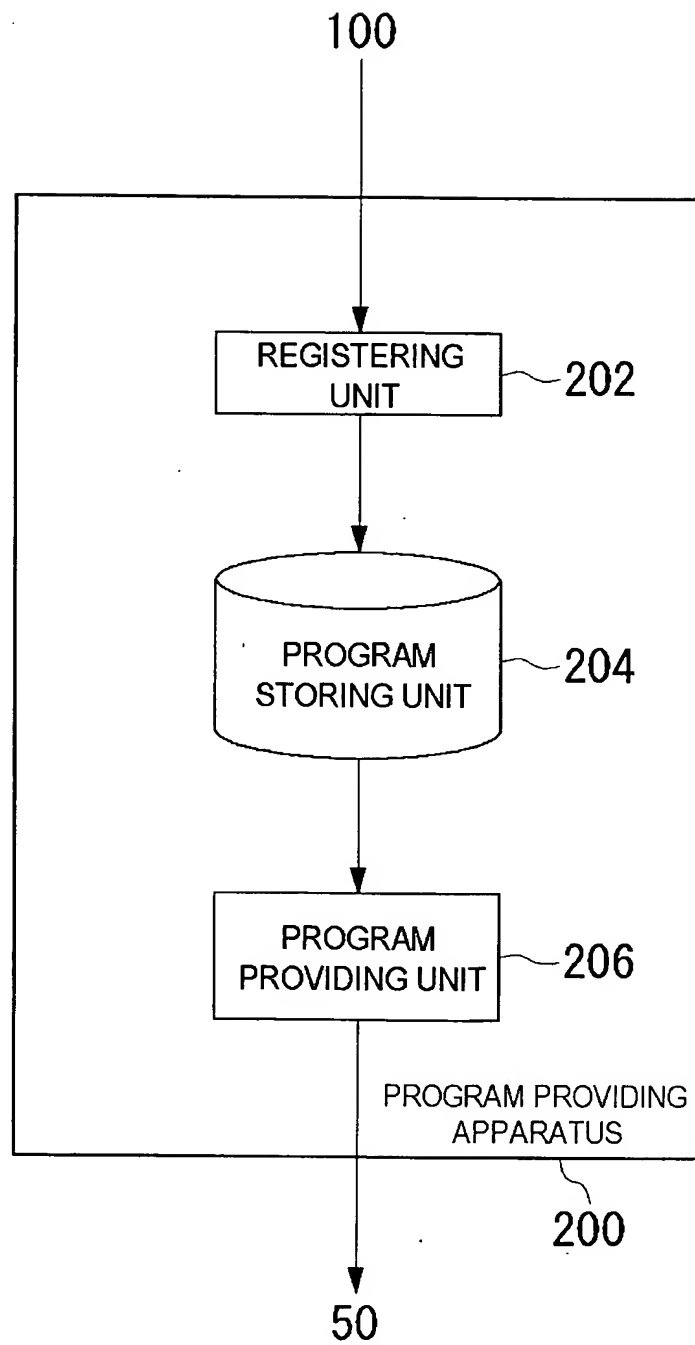 100
REGISTERING
UNIT
202
PROGRAM
STORING UNIT
204
PROGRAM
PROVIDING UNIT
206
PROGRAM PROVIDING
APPARATUS
200
50